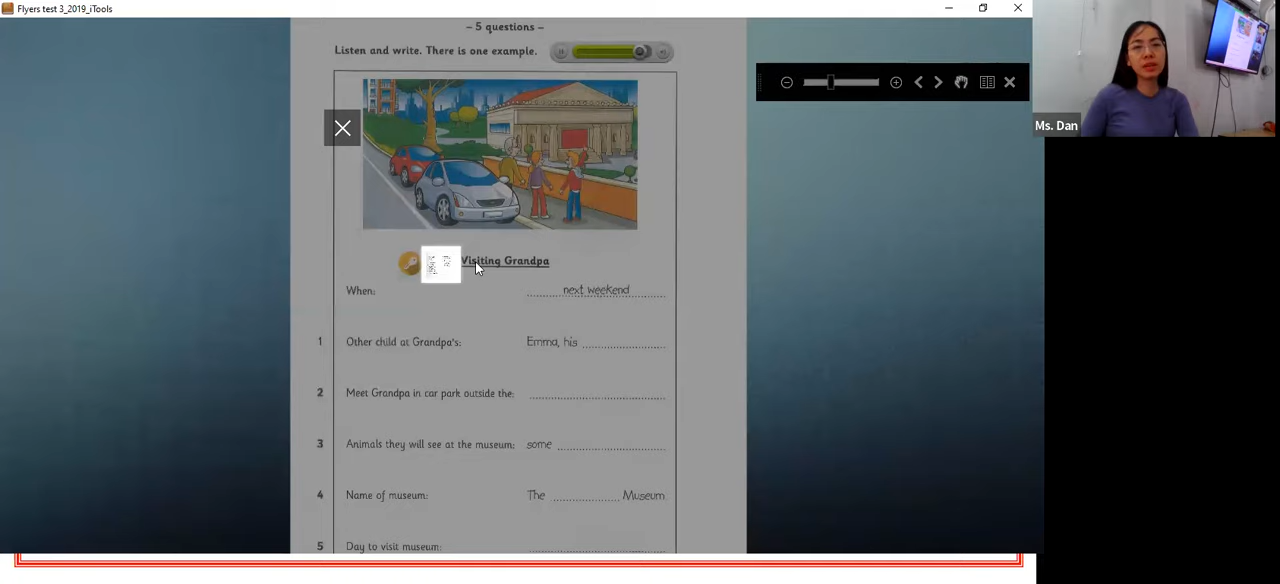 Flyers test 3_2019_iTools
– 5 questions –
Listen and write. There is one example.
Visiting Grandpa
When: next weekend
1 Other child at Grandpa's: Emma, his
2 Meet Grandpa in car park outside the:
3 Animals they will see at the museum: some
4 Name of museum: The Museum
5 Day to visit museum:
Ms. Dan